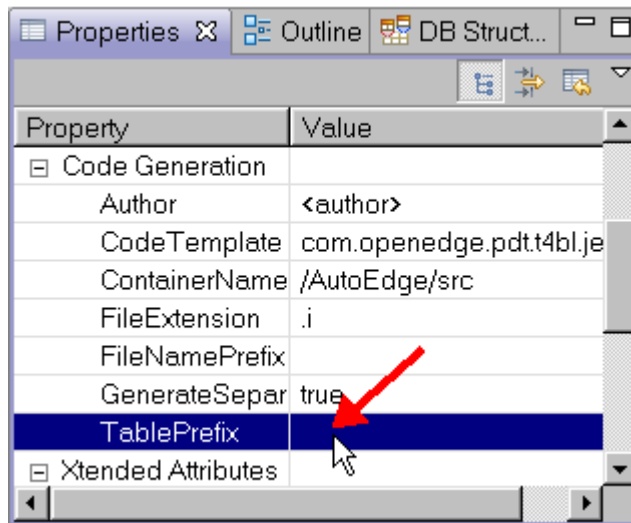 Properties Outline DB Struct...
Property Value
Code Generation
Author <author>
CodeTemplate com.openedge.pdt.t4bl.je
ContainerName /AutoEdge/src
FileExtension .i
FileNamePrefix
GenerateSepar true
TablePrefix
Xtended Attributes